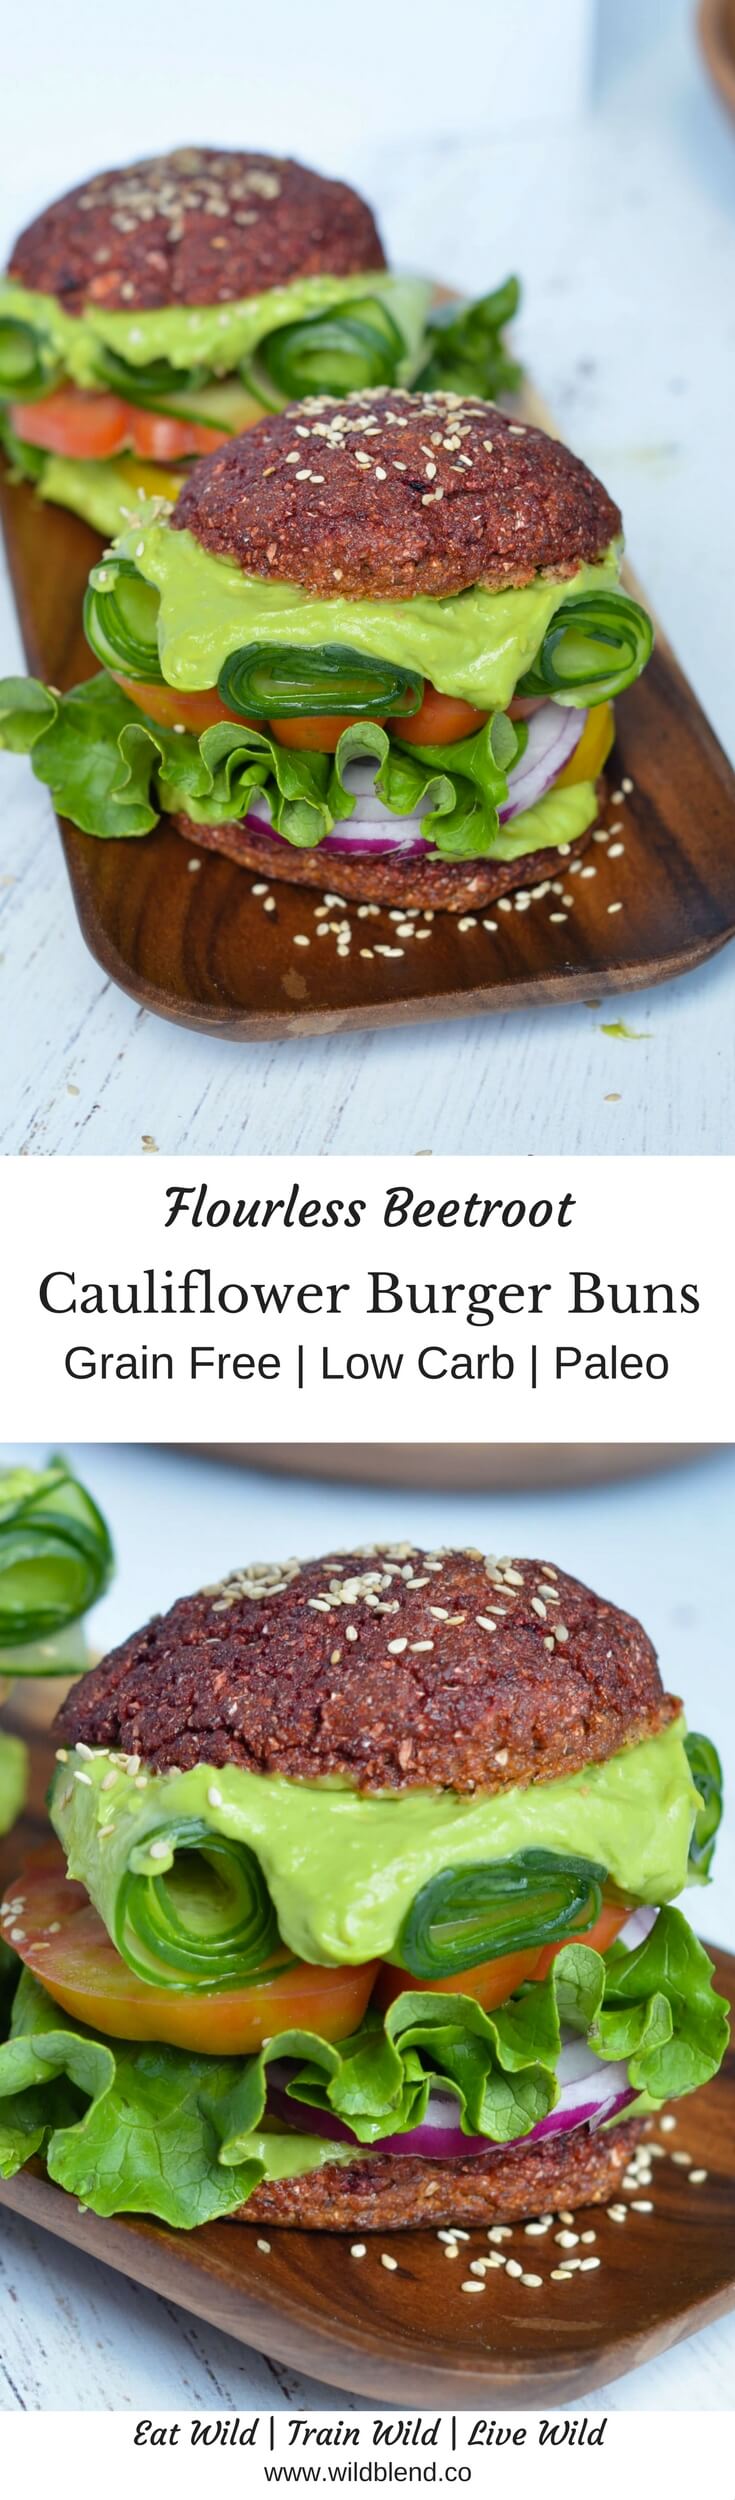 Flourless Beetroot
Cauliflower Burger Buns
Grain Free | Low Carb | Paleo
Eat Wild | Train Wild | Live Wild
www.wildblend.co